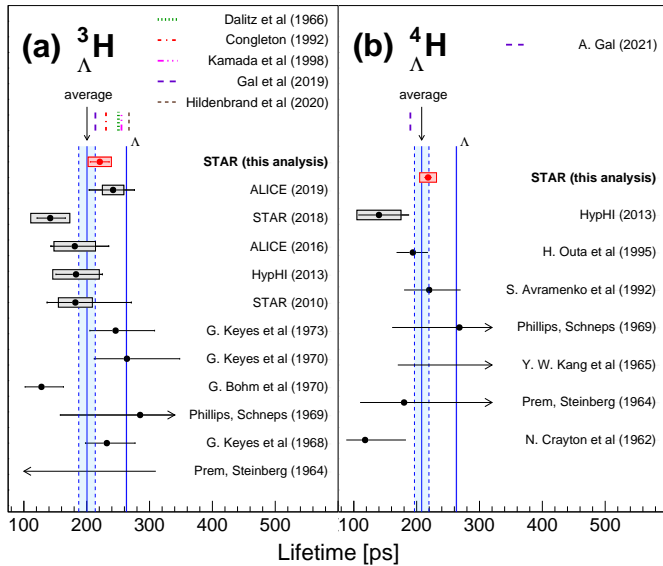 (a) ³H
Λ
Dalitz et al (1966)
Congleton (1992)
Kamada et al (1998)
Gal et al (2019)
Hildenbrand et al (2020)
average
Λ
STAR (this analysis)
ALICE (2019)
STAR (2018)
ALICE (2016)
HypHI (2013)
STAR (2010)
G. Keyes et al (1973)
G. Keyes et al (1970)
G. Bohm et al (1970)
Phillips, Schneps (1969)
G. Keyes et al (1968)
Prem, Steinberg (1964)
100 200 300 400 500
(b) ⁴H
Λ
A. Gal (2021)
average
Λ
STAR (this analysis)
HypHI (2013)
H. Outa et al (1995)
S. Avramenko et al (1992)
Phillips, Schneps (1969)
Y. W. Kang et al (1965)
Prem, Steinberg (1964)
N. Crayton et al (1962)
100 200 300 400 500
Lifetime [ps]